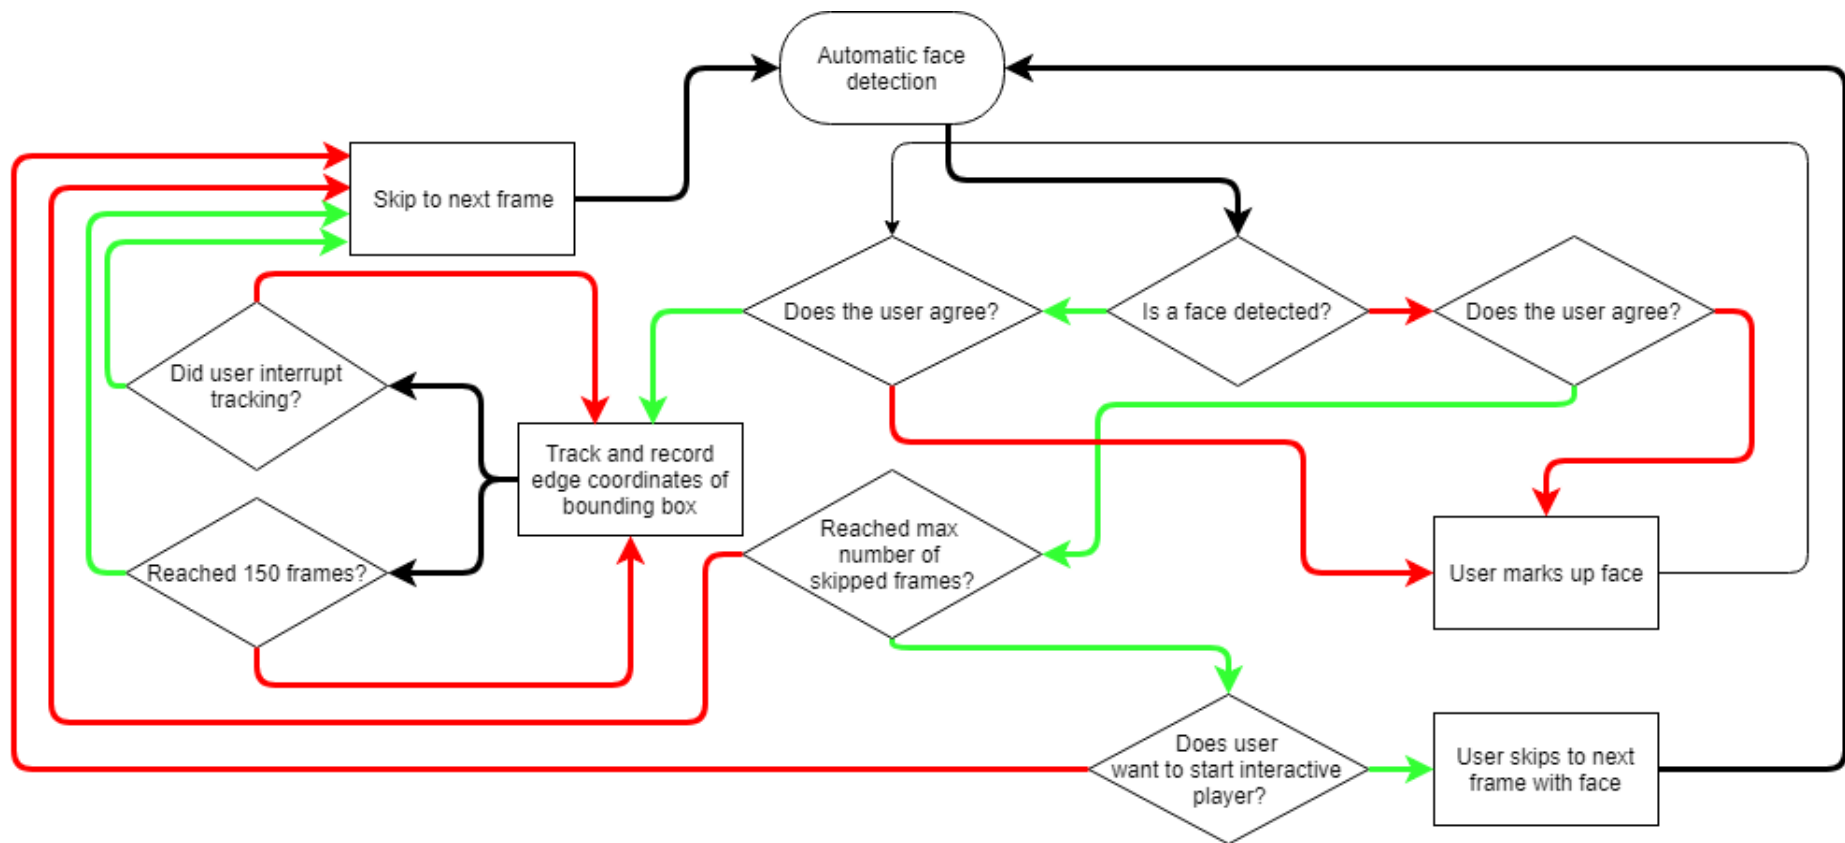 Automatic face
detection
Skip to next frame
Does the user agree?
Is a face detected?
Does the user agree?
Did user interrupt
tracking?
Track and record
edge coordinates of
bounding box
Reached max
number of
skipped frames?
Reached 150 frames?
User marks up face
Does user
want to start interactive
player?
User skips to next
frame with face